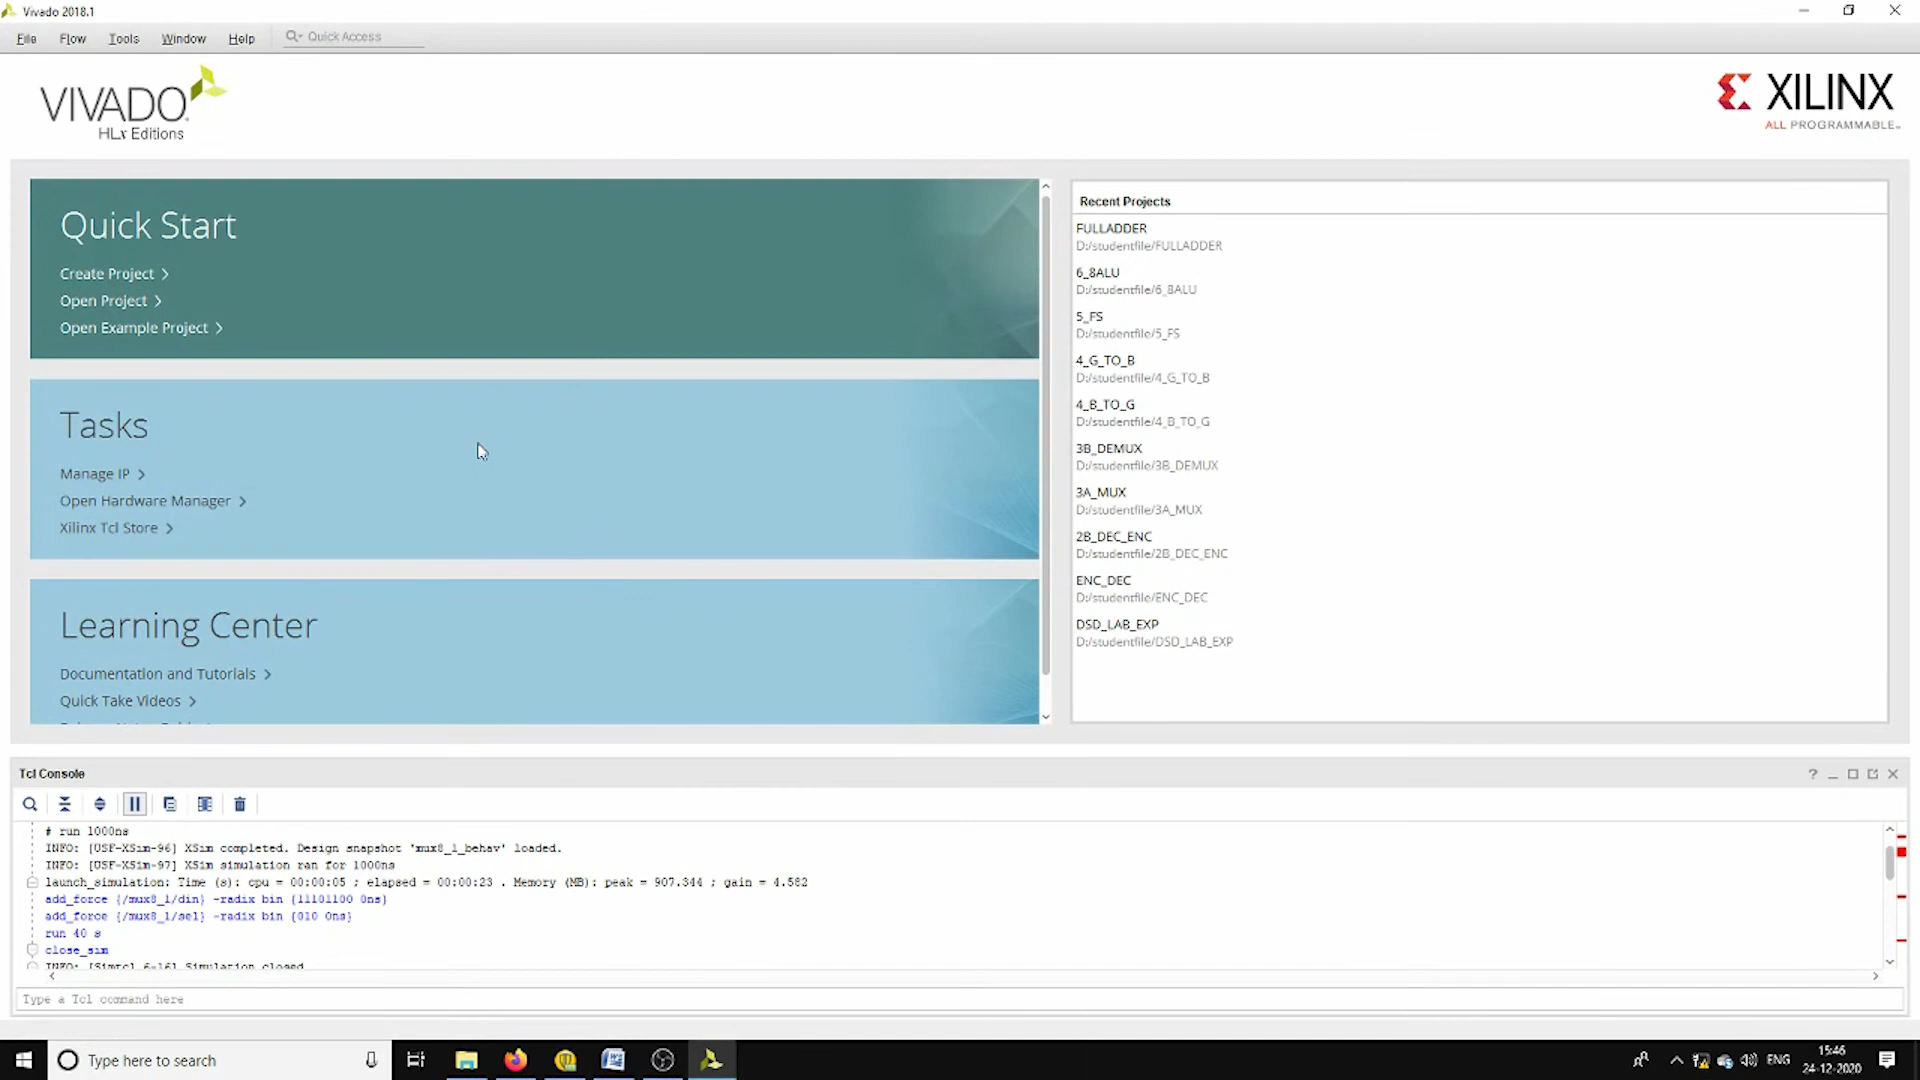 Vivado 2018.1
File Flow Tools Window Help Quick Access
VIVADO
HLx Editions
XILINX
ALL PROGRAMMABLE
Quick Start
Create Project
Open Project
Open Example Project
Tasks
Manage IP
Open Hardware Manager
Xilinx Tcl Store
Learning Center
Documentation and Tutorials
Quick Take Videos
Recent Projects
FULLADDER
D:/studentfile/FULLADDER
6_8ALU
D:/studentfile/6_8ALU
5_FS
D:/studentfile/5_FS
4_G_TO_B
D:/studentfile/4_G_TO_B
4_B_TO_G
D:/studentfile/4_B_TO_G
3B_DEMUX
D:/studentfile/3B_DEMUX
3A_MUX
D:/studentfile/3A_MUX
2B_DEC_ENC
D:/studentfile/2B_DEC_ENC
ENC_DEC
D:/studentfile/ENC_DEC
DSD_LAB_EXP
D:/studentfile/DSD_LAB_EXP
Tcl Console
# run 1000ns
INFO: [USF-XSim-96] XSim completed. Design snapshot 'mux8_1_behav' loaded.
INFO: [USF-XSim-97] XSim simulation ran for 1000ns
launch_simulation: Time (s): cpu = 00:00:05 ; elapsed = 00:00:23 . Memory (MB): peak = 907.344 ; gain = 4.582
add_force {/mux8_1/din} -radix bin {11101100 0ns}
add_force {/mux8_1/sel} -radix bin {010 0ns}
run 40 s
close_sim
INFO: [Simtcl 6-16] Simulation closed
Type a Tcl command here
Type here to search
ENG
15:46
24-12-2020